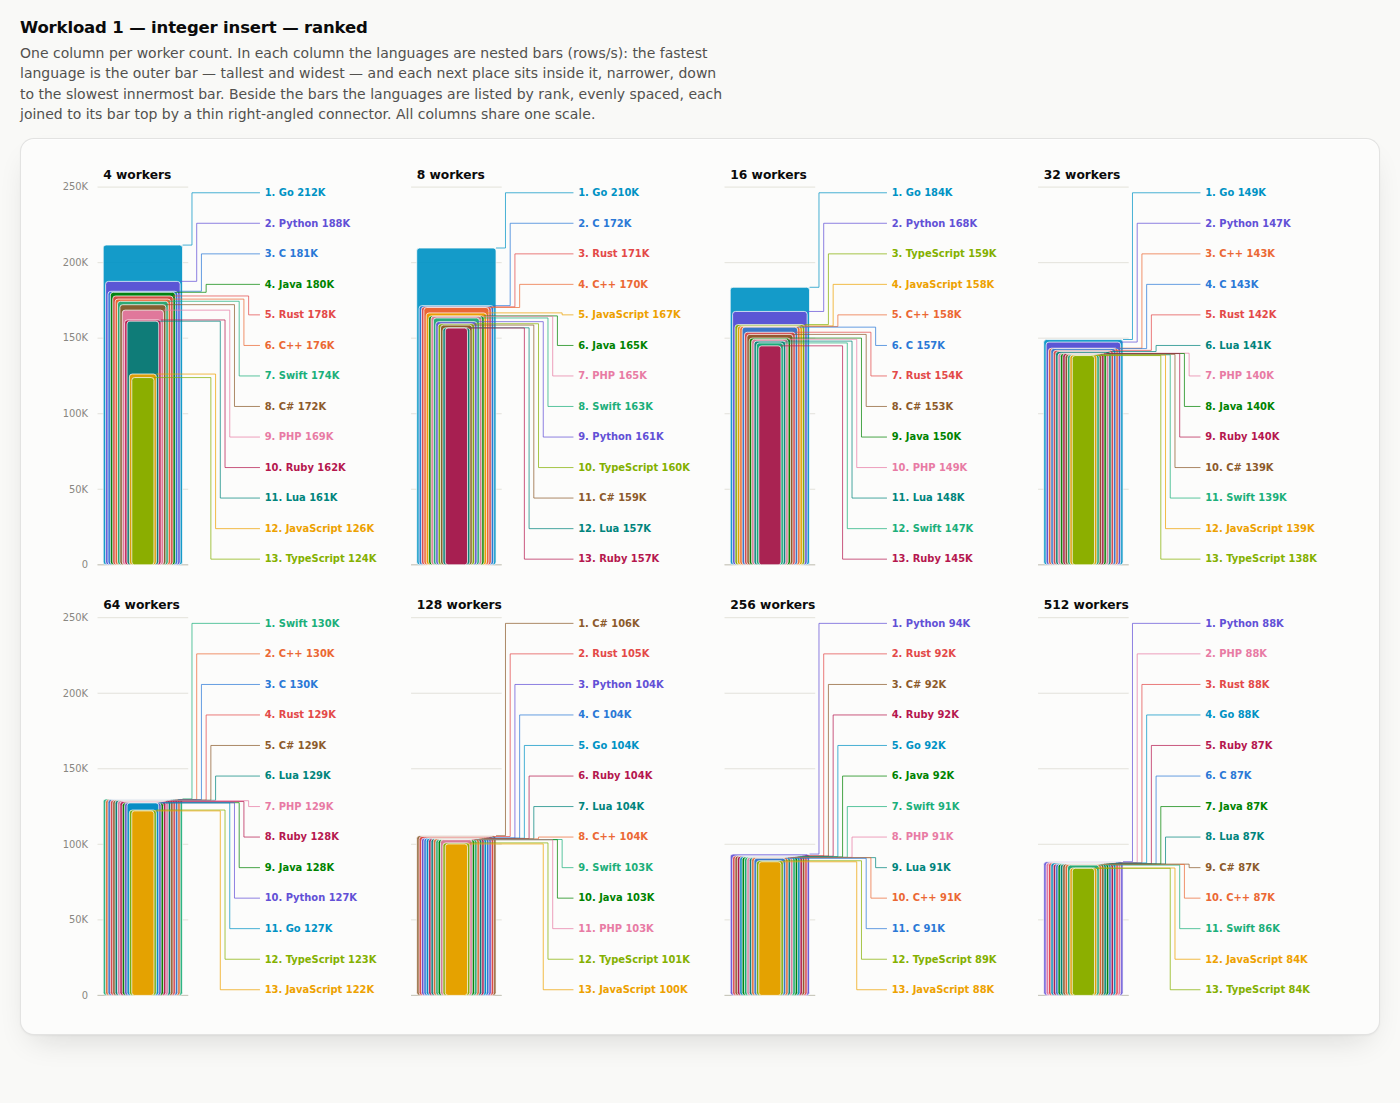 Workload 1 — integer insert — ranked
One column per worker count. In each column the languages are nested bars (rows/s): the fastest
language is the outer bar — tallest and widest — and each next place sits inside it, narrower, down
to the slowest innermost bar. Beside the bars the languages are listed by rank, evenly spaced, each
joined to its bar top by a thin right-angled connector. All columns share one scale.
4 workers
250K
200K
150K
100K
50K
0
1. Go 212K
2. Python 188K
3. C 181K
4. Java 180K
5. Rust 178K
6. C++ 176K
7. Swift 174K
8. C# 172K
9. PHP 169K
10. Ruby 162K
11. Lua 161K
12. JavaScript 126K
13. TypeScript 124K
8 workers
1. Go 210K
2. C 172K
3. Rust 171K
4. C++ 170K
5. JavaScript 167K
6. Java 165K
7. PHP 165K
8. Swift 163K
9. Python 161K
10. TypeScript 160K
11. C# 159K
12. Lua 157K
13. Ruby 157K
16 workers
1. Go 184K
2. Python 168K
3. TypeScript 159K
4. JavaScript 158K
5. C++ 158K
6. C 157K
7. Rust 154K
8. C# 153K
9. Java 150K
10. PHP 149K
11. Lua 148K
12. Swift 147K
13. Ruby 145K
32 workers
1. Go 149K
2. Python 147K
3. C++ 143K
4. C 143K
5. Rust 142K
6. Lua 141K
7. PHP 140K
8. Java 140K
9. Ruby 140K
10. C# 139K
11. Swift 139K
12. JavaScript 139K
13. TypeScript 138K
64 workers
250K
200K
150K
100K
50K
0
1. Swift 130K
2. C++ 130K
3. C 130K
4. Rust 129K
5. C# 129K
6. Lua 129K
7. PHP 129K
8. Ruby 128K
9. Java 128K
10. Python 127K
11. Go 127K
12. TypeScript 123K
13. JavaScript 122K
128 workers
1. C# 106K
2. Rust 105K
3. Python 104K
4. C 104K
5. Go 104K
6. Ruby 104K
7. Lua 104K
8. C++ 104K
9. Swift 103K
10. Java 103K
11. PHP 103K
12. TypeScript 101K
13. JavaScript 100K
256 workers
1. Python 94K
2. Rust 92K
3. C# 92K
4. Ruby 92K
5. Go 92K
6. Java 92K
7. Swift 91K
8. PHP 91K
9. Lua 91K
10. C++ 91K
11. C 91K
12. TypeScript 89K
13. JavaScript 88K
512 workers
1. Python 88K
2. PHP 88K
3. Rust 88K
4. Go 88K
5. Ruby 87K
6. C 87K
7. Java 87K
8. Lua 87K
9. C# 87K
10. C++ 87K
11. Swift 86K
12. JavaScript 84K
13. TypeScript 84K